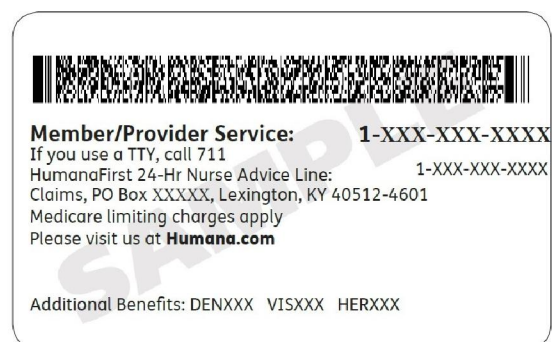 Member/Provider Service: 1-XXX-XXX-XXXX
If you use a TTY, call 711
HumanaFirst 24-Hr Nurse Advice Line: 1-XXX-XXX-XXXX
Claims, PO Box XXXXX, Lexington, KY 40512-4601
Medicare limiting charges apply
Please visit us at Humana.com
Additional Benefits: DENXXX VISXXX HERXXX
SAMPLE